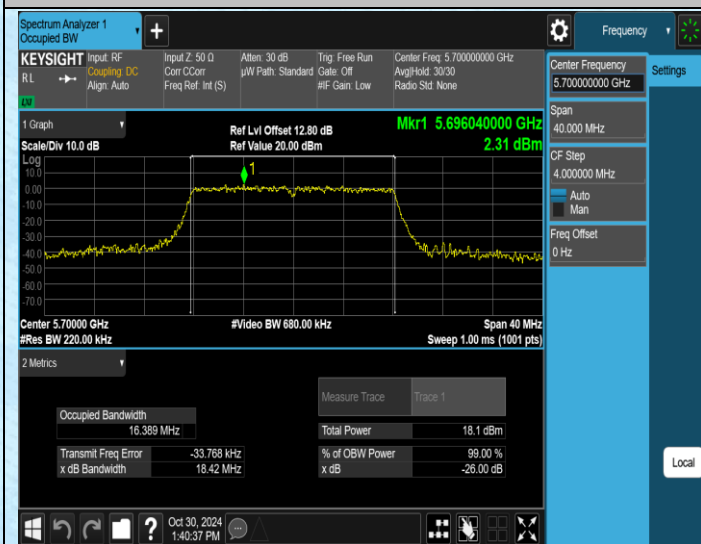 Spectrum Analyzer 1
Occupied BW
Frequency
KEYSIGHT
RL
Input: RF
Coupling: DC
Align: Auto
Input Z: 50 Ω
Corr CCorr
Freq Ref: Int (S)
Atten: 30 dB
µW Path: Standard
Trig: Free Run
Gate: Off
#IF Gain: Low
Center Freq: 5.700000000 GHz
Avg|Hold: 30/30
Radio Std: None
Center Frequency
5.700000000 GHz
Settings
Span
40.000 MHz
CF Step
4.000000 MHz
Auto
Man
Freq Offset
0 Hz
Local
1 Graph
Ref Lvl Offset 12.80 dB
Mkr1 5.696040000 GHz
Scale/Div 10.0 dB
Ref Value 20.00 dBm
2.31 dBm
Log
10.0
0.00
-10.0
-20.0
-30.0
-40.0
-50.0
-60.0
-70.0
1
Center 5.70000 GHz
#Video BW 680.00 kHz
Span 40 MHz
#Res BW 220.00 kHz
Sweep 1.00 ms (1001 pts)
2 Metrics
Measure Trace
Trace 1
Occupied Bandwidth
16.389 MHz
Total Power
18.1 dBm
Transmit Freq Error
-33.768 kHz
% of OBW Power
99.00 %
x dB Bandwidth
18.42 MHz
x dB
-26.00 dB
?
Oct 30, 2024
1:40:37 PM